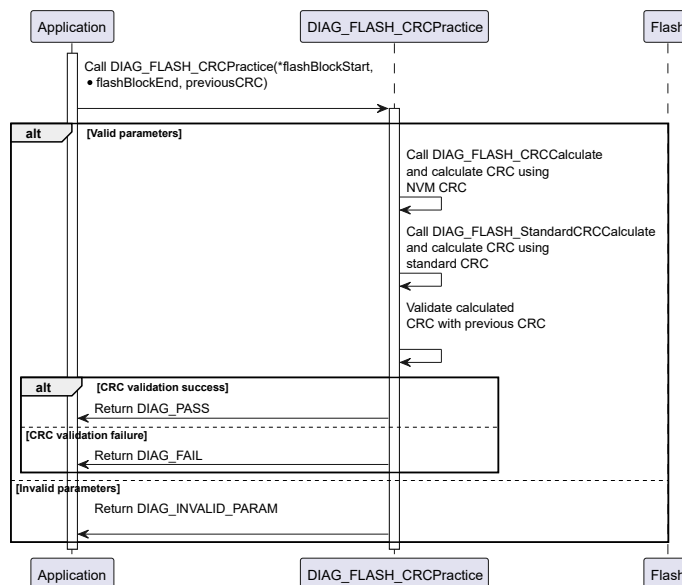 Application
DIAG_FLASH_CRCPractice
Flash
Call DIAG_FLASH_CRCPractice(*flashBlockStart,
• flashBlockEnd, previousCRC)
alt
[Valid parameters]
Call DIAG_FLASH_CRCCalculate
and calculate CRC using
NVM CRC
Call DIAG_FLASH_StandardCRCCalculate
and calculate CRC using
standard CRC
Validate calculated
CRC with previous CRC
alt
[CRC validation success]
Return DIAG_PASS
[CRC validation failure]
Return DIAG_FAIL
[Invalid parameters]
Return DIAG_INVALID_PARAM
Application
DIAG_FLASH_CRCPractice
Flash